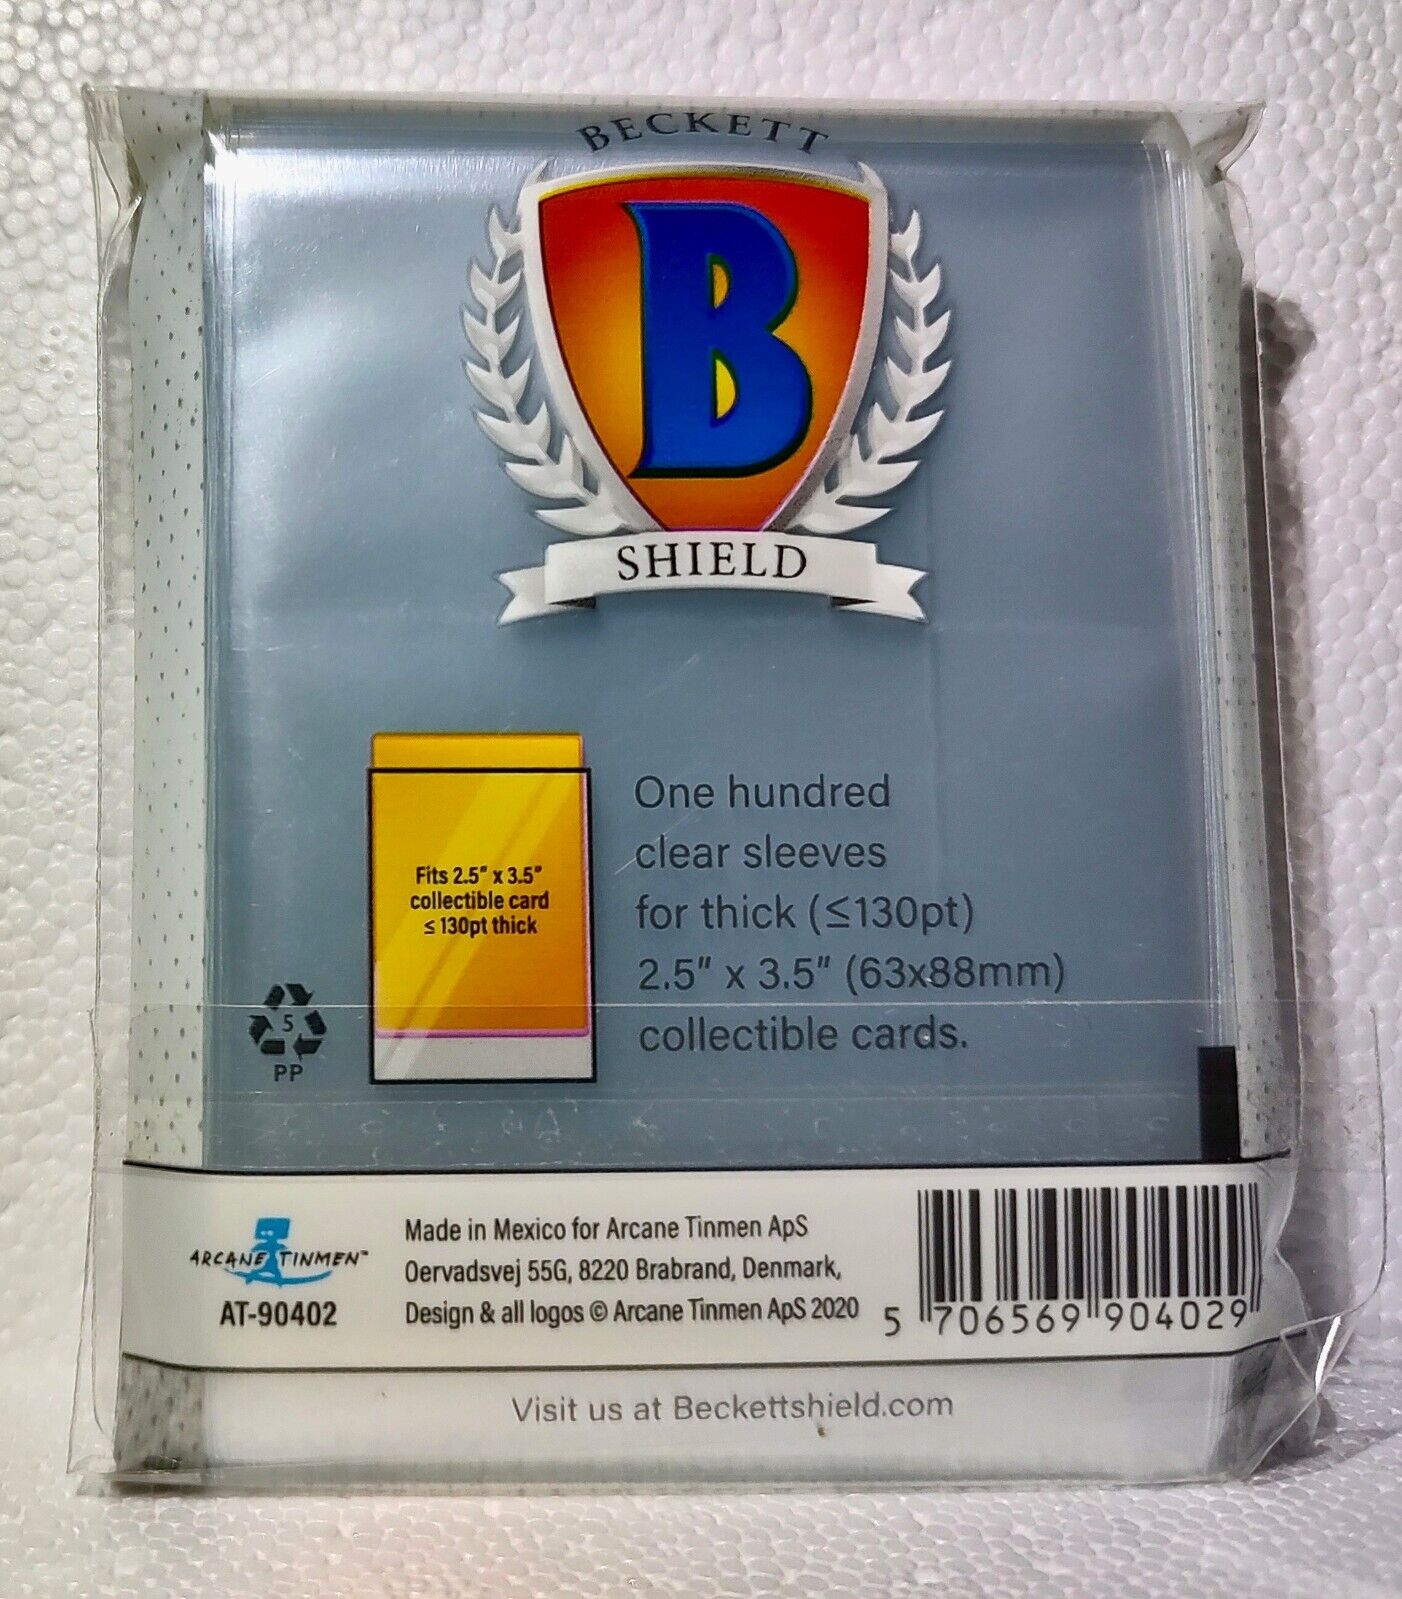 BECKETT
B
SHIELD
One hundred
clear sleeves
for thick (≤130pt)
2.5" x 3.5" (63x88mm)
collectible cards.
Fits 2.5" x 3.5"
collectible card
≤ 130pt thick
5
PP
ARCANE TINMEN™
AT-90402
Made in Mexico for Arcane Tinmen ApS
Oervadsvej 55G, 8220 Brabrand, Denmark,
Design & all logos © Arcane Tinmen ApS 2020
5 706569 904029
Visit us at Beckettshield.com